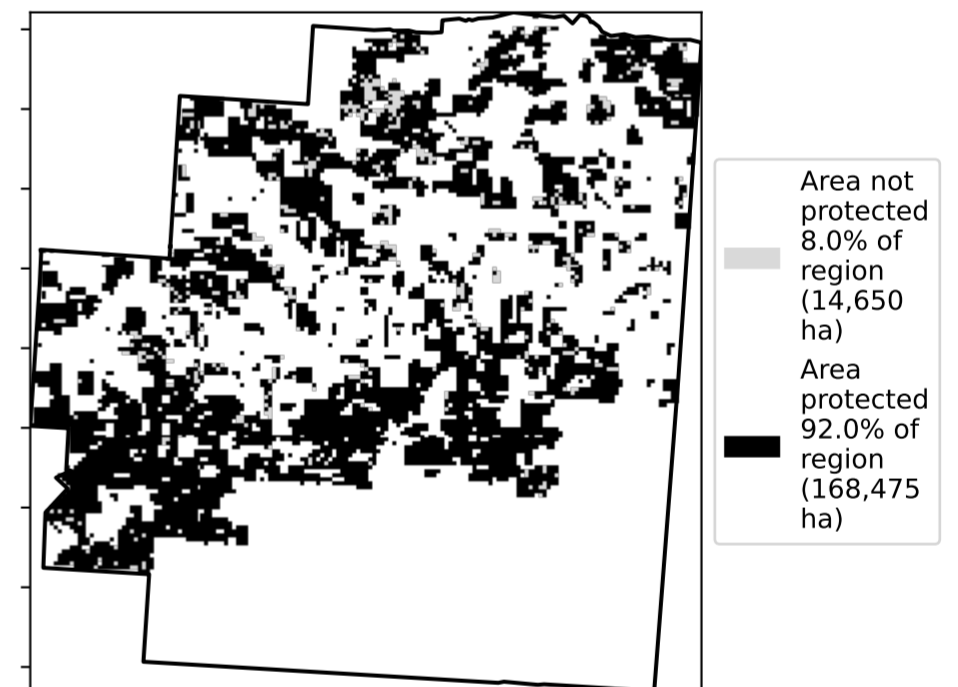 Area not
protected
8.0% of
region
(14,650
ha)
Area
protected
92.0% of
region
(168,475
ha)